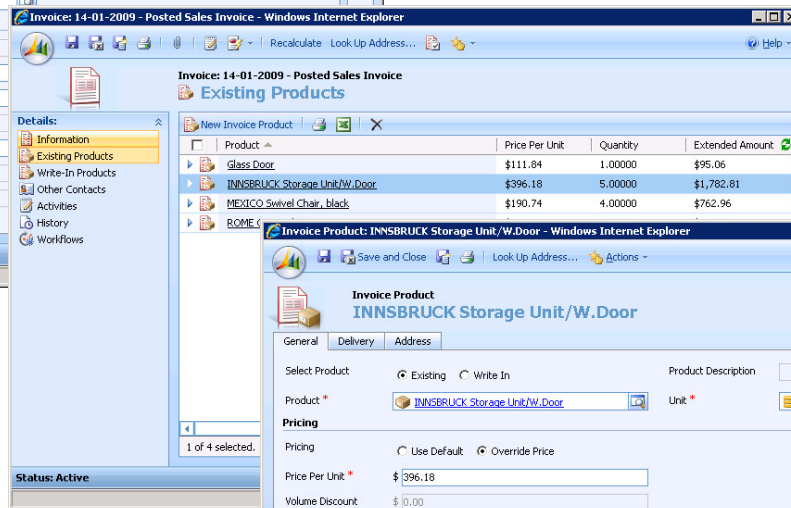 Invoice: 14-01-2009 - Posted Sales Invoice - Windows Internet Explorer
Recalculate Look Up Address... Help
Invoice: 14-01-2009 - Posted Sales Invoice
Existing Products
Details:
Information
Existing Products
Write-In Products
Other Contacts
Activities
History
Workflows
New Invoice Product
Product Price Per Unit Quantity Extended Amount
Glass Door $111.84 1.00000 $95.06
INNSBRUCK Storage Unit/W.Door $396.18 5.00000 $1,782.81
MEXICO Swivel Chair, black $190.74 4.00000 $762.96
ROME
1 of 4 selected.
Status: Active
Invoice Product: INNSBRUCK Storage Unit/W.Door - Windows Internet Explorer
Save and Close Look Up Address... Actions
Invoice Product
INNSBRUCK Storage Unit/W.Door
General Delivery Address
Select Product Existing Write In Product Description
Product * INNSBRUCK Storage Unit/W.Door Unit *
Pricing
Pricing Use Default Override Price
Price Per Unit * $ 396.18
Volume Discount $ 0.00